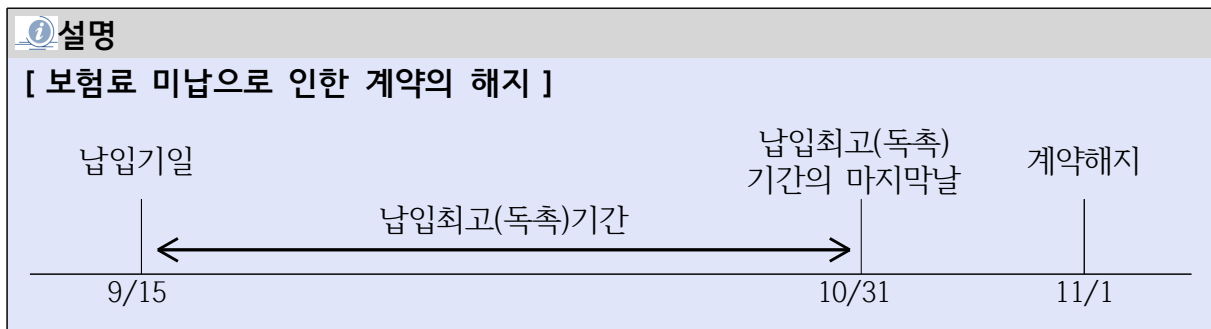 설명
[ 보험료 미납으로 인한 계약의 해지 ]
납입기일
납입최고(독촉)
기간의 마지막날
계약해지
납입최고(독촉)기간
9/15
10/31
11/1